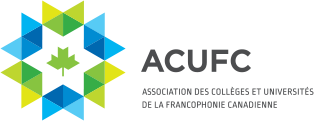 ACUFC
ASSOCIATION DES COLLÈGES ET UNIVERSITÉS
DE LA FRANCOPHONIE CANADIENNE